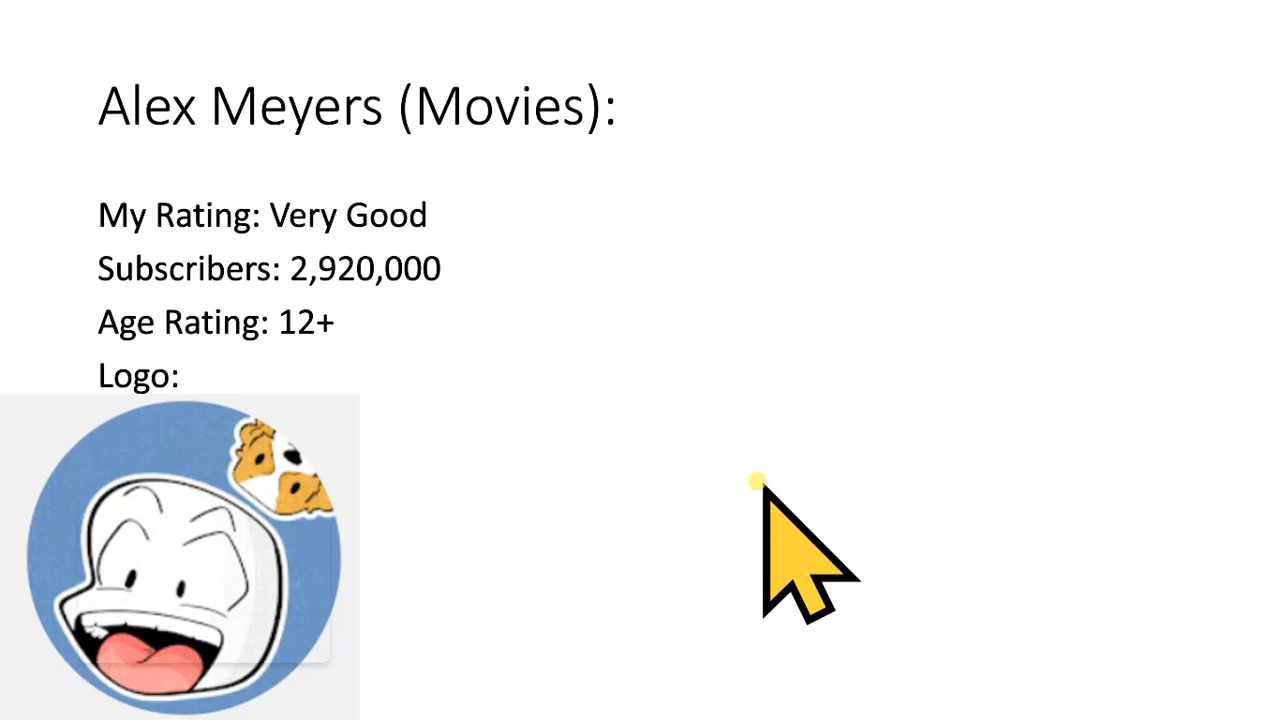 Alex Meyers (Movies):
My Rating: Very Good
Subscribers: 2,920,000
Age Rating: 12+
Logo: